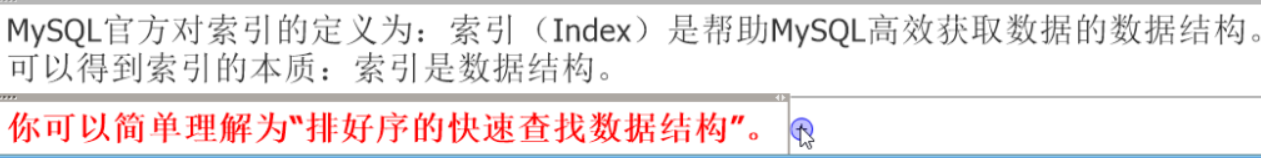 MySQL官方对索引的定义为：索引（Index）是帮助MySQL高效获取数据的数据结构。
可以得到索引的本质：索引是数据结构。
你可以简单理解为“排好序的快速查找数据结构”。